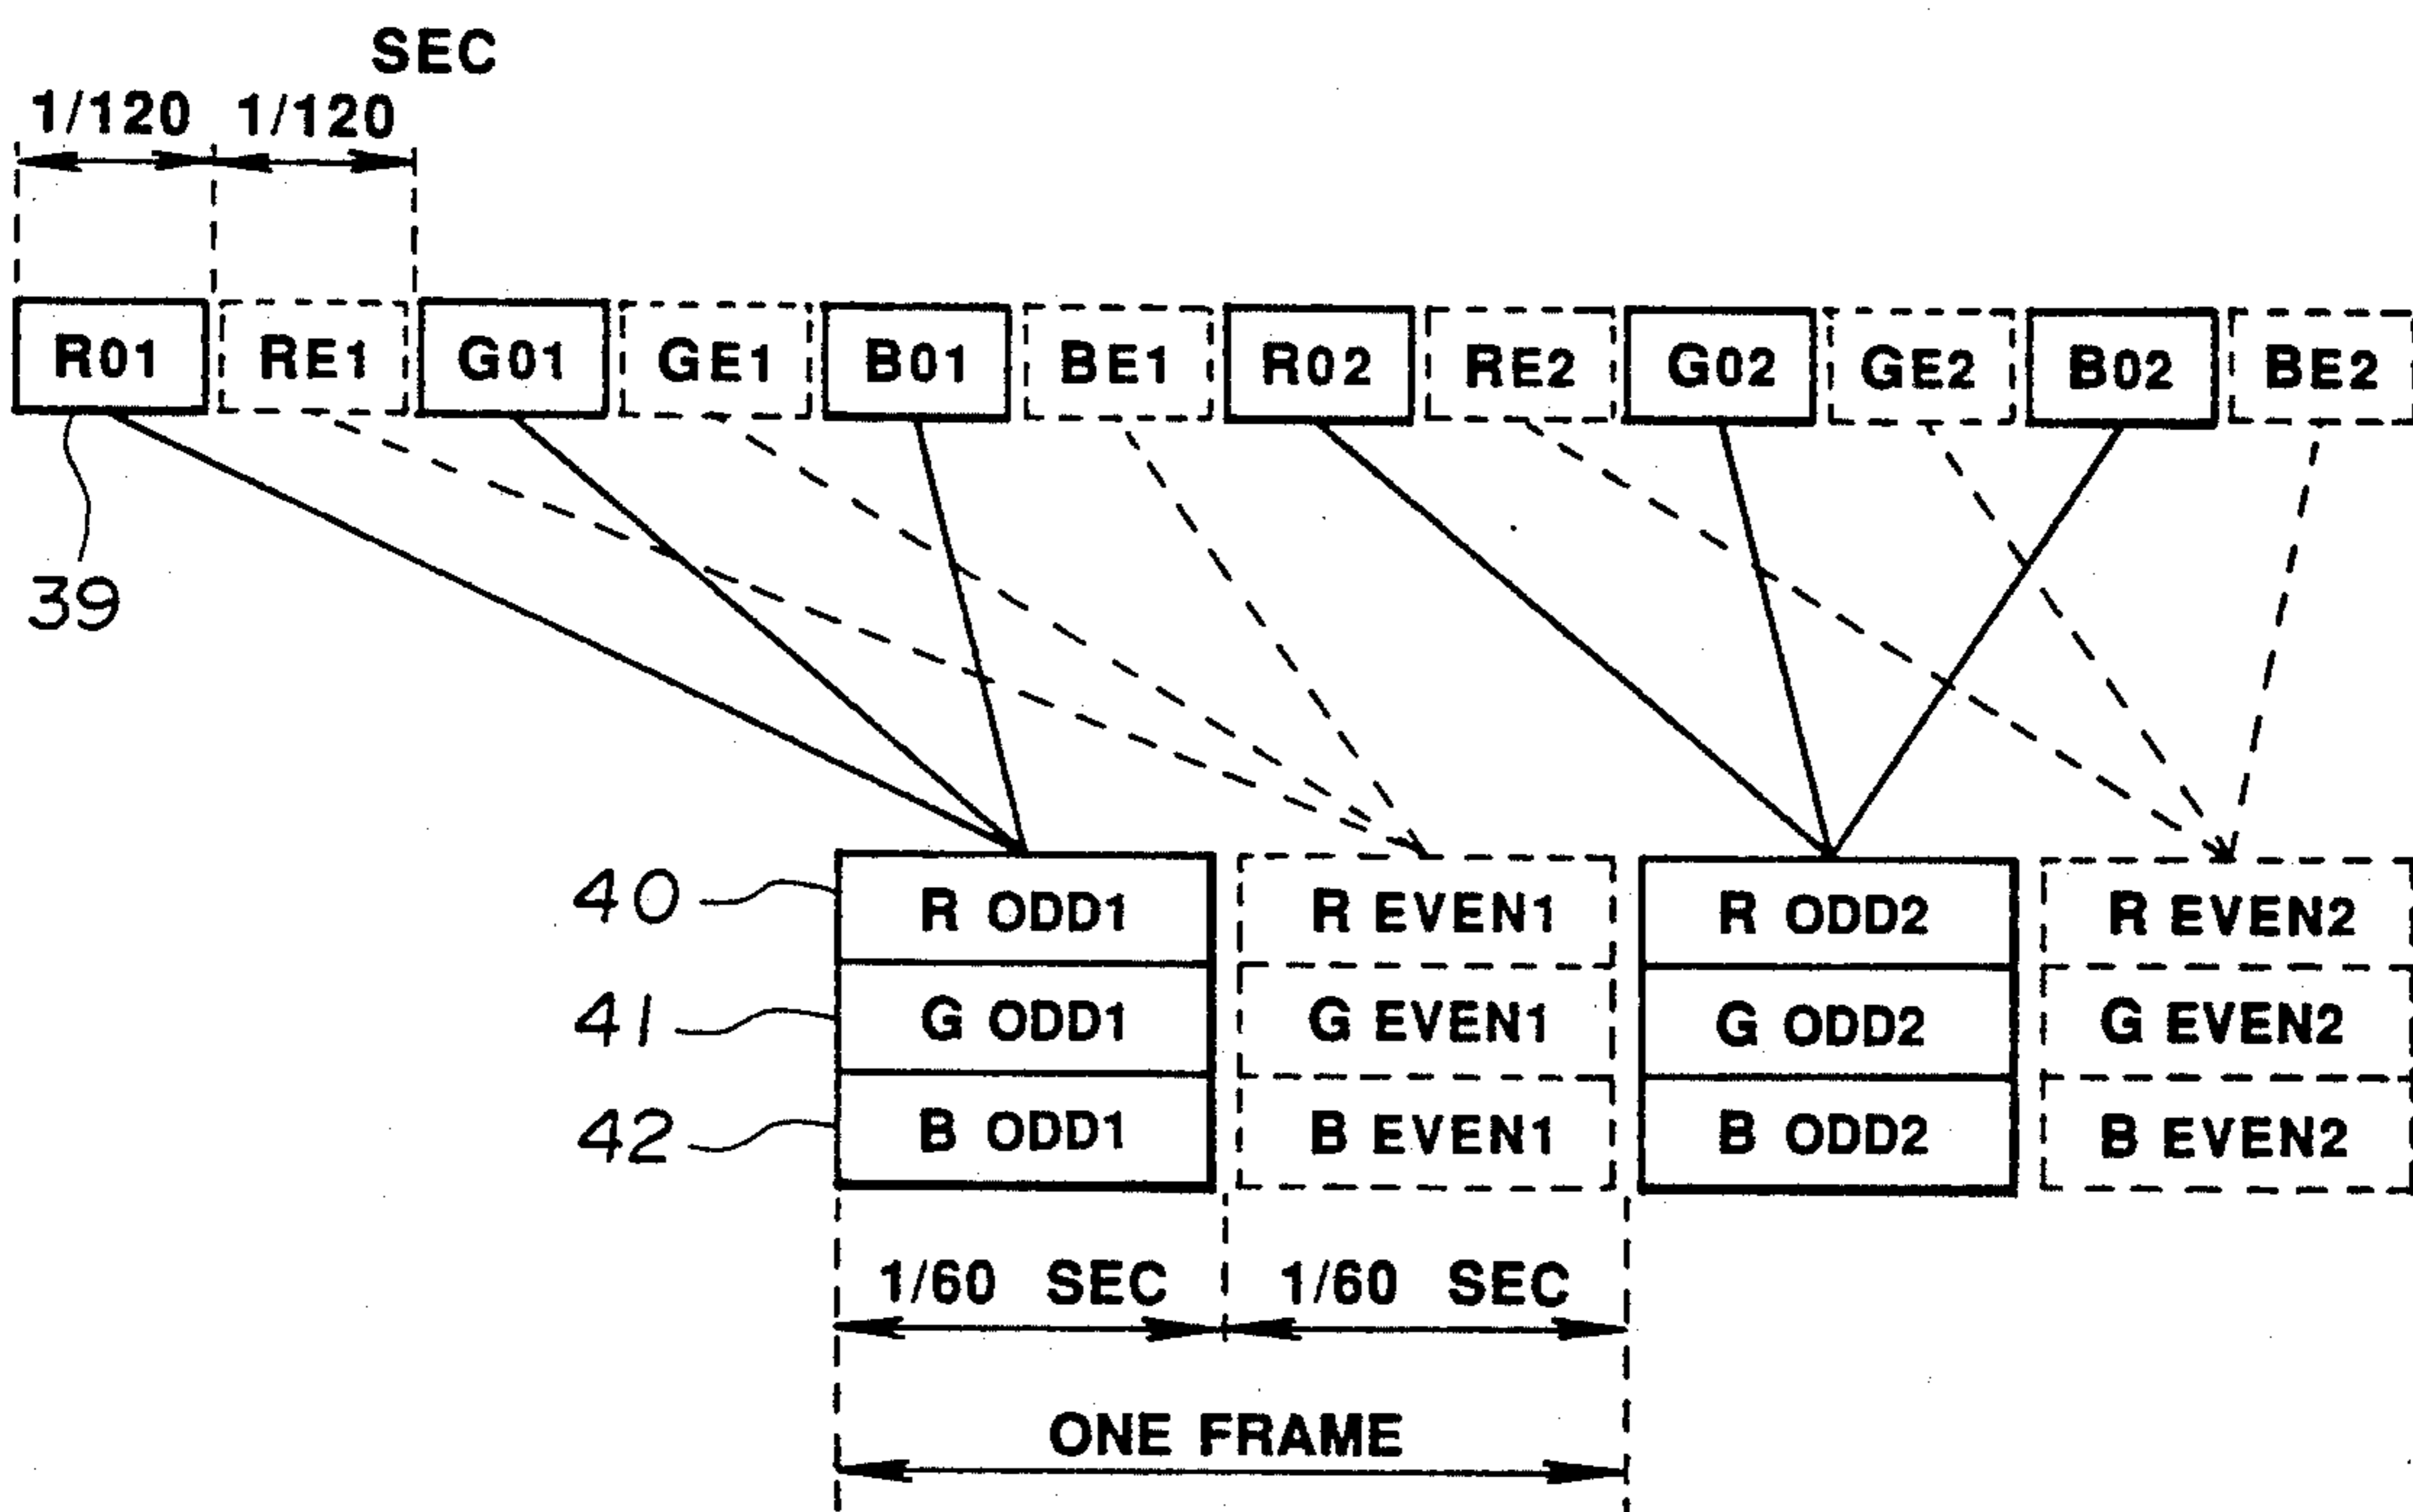 SEC
1/120 1/120
R01 RE1 G01 GE1 B01 BE1 R02 RE2 G02 GE2 B02 BE2
39
40 R ODD1 R EVEN1 R ODD2 R EVEN2
41 G ODD1 G EVEN1 G ODD2 G EVEN2
42 B ODD1 B EVEN1 B ODD2 B EVEN2
1/60 SEC 1/60 SEC
ONE FRAME